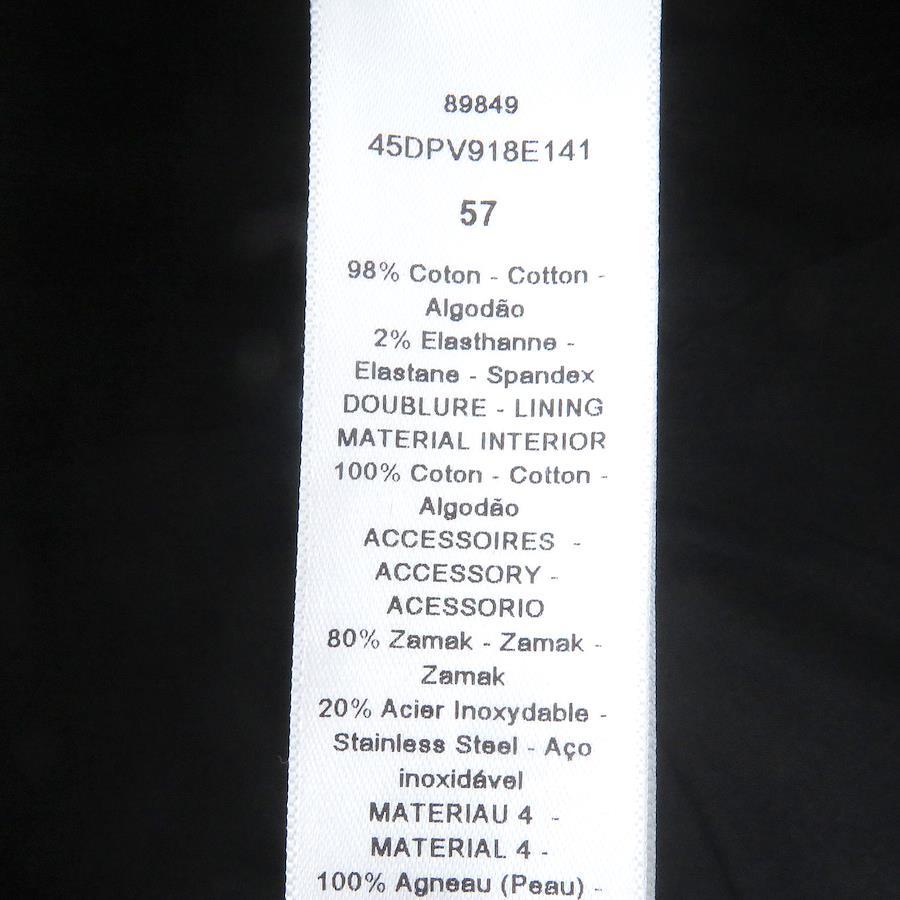 89849
45DPV918E141
57
98% Coton - Cotton -
Algodão
2% Elasthanne -
Elastane - Spandex
DOUBLURE - LINING
MATERIAL INTERIOR
100% Coton - Cotton -
Algodão
ACCESSOIRES -
ACCESSORY -
ACESSORIO
80% Zamak - Zamak -
Zamak
20% Acier Inoxydable -
Stainless Steel - Aço
inoxidável
MATERIAU 4 -
MATERIAL 4 -
100% Agneau (Peau) -